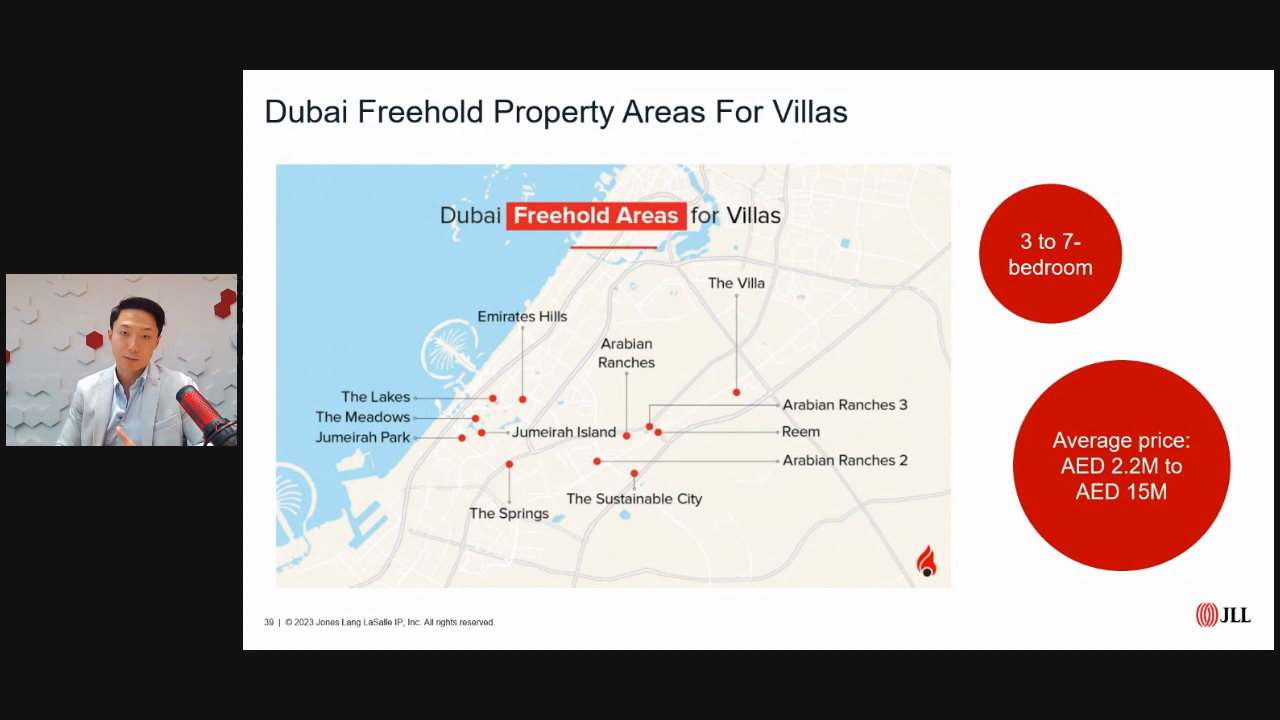 Dubai Freehold Property Areas For Villas
Dubai Freehold Areas for Villas
The Villa
Emirates Hills
Arabian
Ranches
The Lakes
The Meadows
Jumeirah Park
Jumeirah Island
Arabian Ranches 3
Reem
Arabian Ranches 2
The Sustainable City
The Springs
3 to 7-
bedroom
Average price:
AED 2.2M to
AED 15M
39 | © 2023 Jones Lang LaSalle IP, Inc. All rights reserved.
JLL